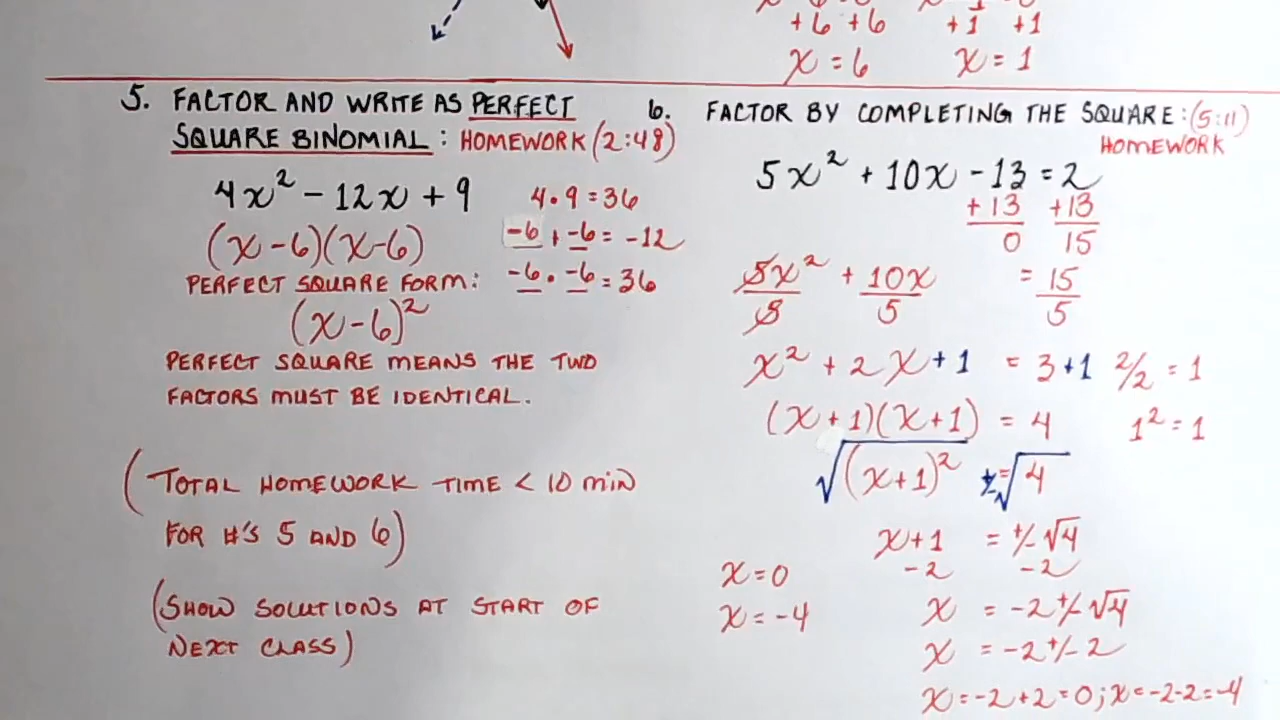 +6 +6 +1 +1
x = 6 x = 1
5. FACTOR AND WRITE AS PERFECT
SQUARE BINOMIAL : HOMEWORK (2:48)
4x² - 12x + 9 4 • 9 = 36
(x - 6)(x - 6) -6 + -6 = -12
PERFECT SQUARE FORM: -6 • -6 = 36
(x - 6)²
PERFECT SQUARE MEANS THE TWO
FACTORS MUST BE IDENTICAL.
(TOTAL HOMEWORK TIME < 10 MIN
FOR #'S 5 AND 6)
(SHOW SOLUTIONS AT START OF
NEXT CLASS)
6. FACTOR BY COMPLETING THE SQUARE: (5:11)
HOMEWORK
5x² + 10x - 13 = 2
+ 13 +13
0 15
5x² + 10x = 15
5 5 5
x² + 2x + 1 = 3 + 1 2/2 = 1
(x + 1)(x + 1) = 4 1² = 1
√(x+1)² ±=√4
x+1 = +/- √4
-2 -2
x = 0
x = -4
x = -2 +/- √4
x = -2 +/- 2
x = -2 + 2 = 0; x = -2 - 2 = -4